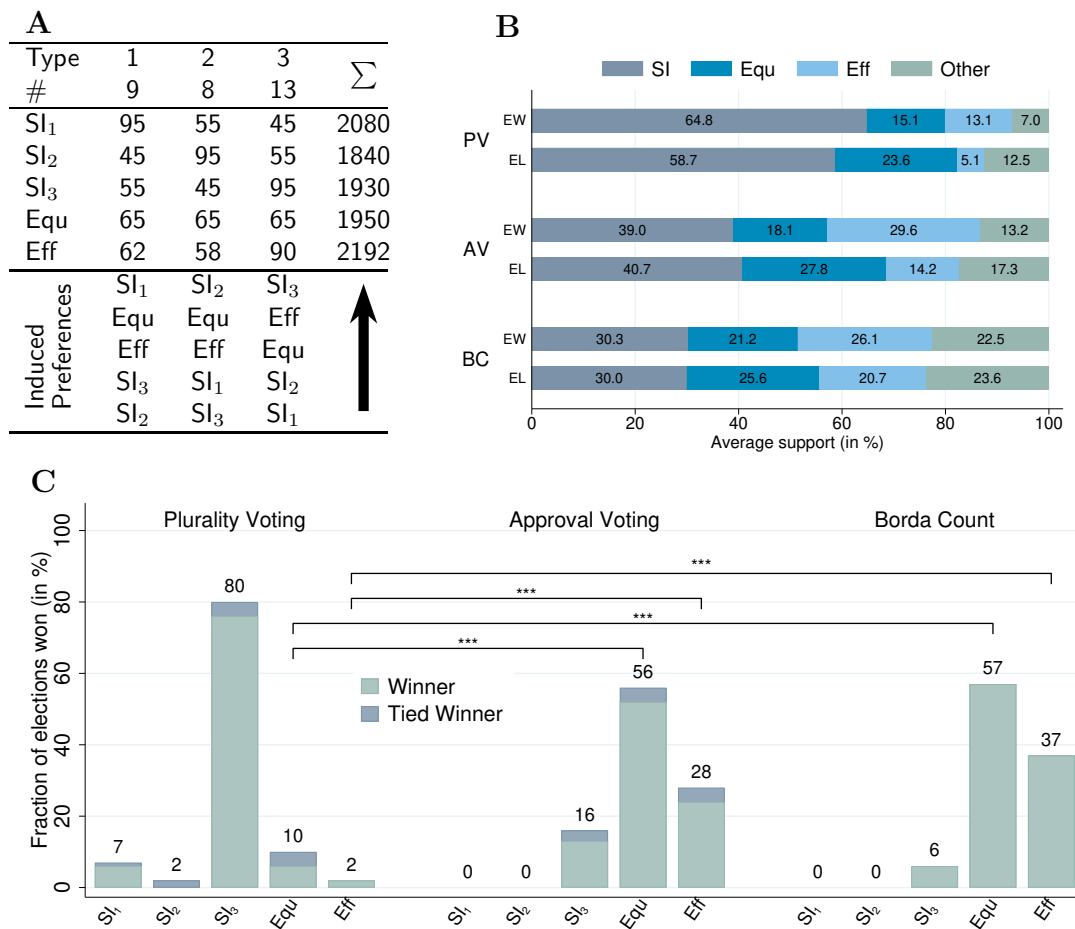 A
Type 1 2 3 ∑
# 9 8 13
SI₁ 95 55 45 2080
SI₂ 45 95 55 1840
SI₃ 55 45 95 1930
Equ 65 65 65 1950
Eff 62 58 90 2192
Induced Preferences
SI₁ SI₂ SI₃
Equ Equ Eff
Eff Eff Equ
SI₃ SI₁ SI₂
SI₂ SI₃ SI₁
B
SI Equ Eff Other
PV
EW 64.8 15.1 13.1 7.0
EL 58.7 23.6 5.1 12.5
AV
EW 39.0 18.1 29.6 13.2
EL 40.7 27.8 14.2 17.3
BC
EW 30.3 21.2 26.1 22.5
EL 30.0 25.6 20.7 23.6
0 20 40 60 80 100
Average support (in %)
C
Plurality Voting Approval Voting Borda Count
Fraction of elections won (in %)
100
80
60
40
20
0
***
***
***
***
Winner
Tied Winner
7 2 80 10 2
0 0 16 56 28
0 0 6 57 37
SI₁ SI₂ SI₃ Equ Eff SI₁ SI₂ SI₃ Equ Eff SI₁ SI₂ SI₃ Equ Eff